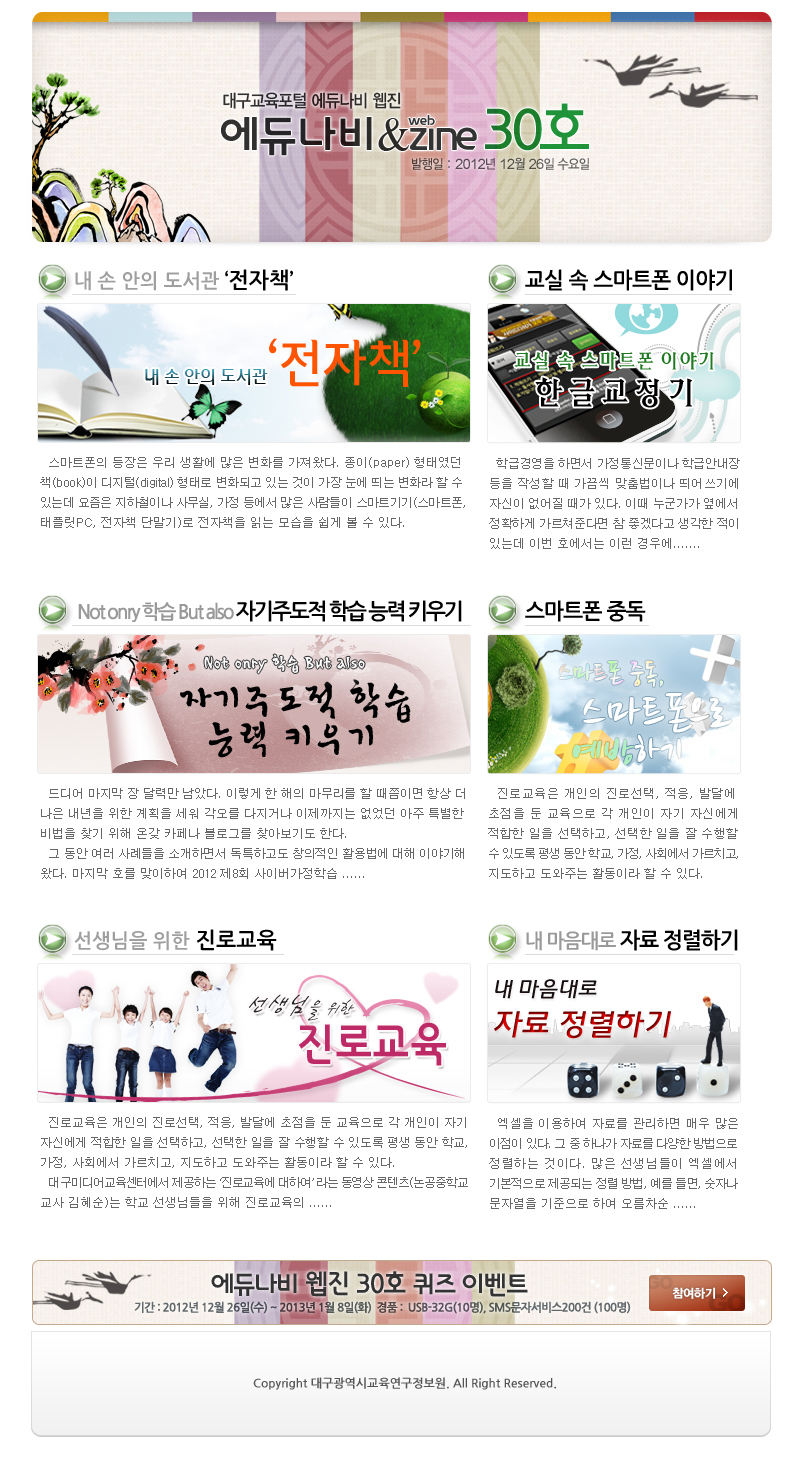 대구교육포털 에듀나비 웹진
에듀나비&web zine 30호
발행일 : 2012년 12월 26일 수요일
내 손 안의 도서관 ‘전자책’
내 손 안의 도서관 ‘전자책’
스마트폰의 등장은 우리 생활에 많은 변화를 가져왔다. 종이(paper) 형태였던
책(book)이 디지털(digital) 형태로 변화되고 있는 것이 가장 눈에 띄는 변화라 할 수
있는데 요즘은 지하철이나 사무실, 가정 등에서 많은 사람들이 스마트기기(스마트폰,
태플릿PC, 전자책 단말기)로 전자책을 읽는 모습을 쉽게 볼 수 있다.
교실 속 스마트폰 이야기
교실 속 스마트폰 이야기
한글교정기
학급경영을 하면서 가정통신문이나 학급안내장
등을 작성할 때 가끔씩 맞춤법이나 띄어쓰기에
자신이 없어질 때가 있다. 이때 누군가가 옆에서
정확하게 가르쳐준다면 참 좋겠다고 생각한 적이
있는데 이번 호에서는 이런 경우에.......
Not onry 학습 But also 자기주도적 학습 능력 키우기
Not onry 학습 But also
자기주도적 학습
능력 키우기
드디어 마지막 장 달력만 남았다. 이렇게 한 해의 마무리를 할 때쯤이면 항상 더
나은 내년을 위한 계획을 세워 각오를 다지거나 이제까지는 없었던 아주 특별한
비법을 찾기 위해 온갖 카페나 블로그를 찾아보기도 한다.
그 동안 여러 사례들을 소개하면서 독특하고도 창의적인 활용법에 대해 이야기해
왔다. 마지막 호를 맞이하여 2012 제8회 사이버가정학습 ......
스마트폰 중독
스마트폰 중독,
스마트폰으로
예방하기
진로교육은 개인의 진로선택, 적응, 발달에
초점을 둔 교육으로 각 개인이 자기 자신에게
적합한 일을 선택하고, 선택한 일을 잘 수행할
수 있도록 평생 동안 학교, 가정, 사회에서 가르치고,
지도하고 도와주는 활동이라 할 수 있다.
선생님을 위한 진로교육
선생님을 위한
진로교육
진로교육은 개인의 진로선택, 적응, 발달에 초점을 둔 교육으로 각 개인이 자기
자신에게 적합한 일을 선택하고, 선택한 일을 잘 수행할 수 있도록 평생 동안 학교,
가정, 사회에서 가르치고, 지도하고 도와주는 활동이라 할 수 있다.
대구미디어교육센터에서 제공하는 ‘진로교육에 대하여’ 라는 동영상 콘텐츠(논공중학교
교사 김혜순)는 학교 선생님들을 위해 진로교육의 ......
내 마음대로 자료 정렬하기
내 마음대로
자료 정렬하기
엑셀을 이용하여 자료를 관리하면 매우 많은
이점이 있다. 그 중 하나가 자료를 다양한 방법으로
정렬하는 것이다. 많은 선생님들이 엑셀에서
기본적으로 제공되는 정렬 방법, 예를 들면, 숫자나
문자열을 기준으로 하여 오름차순 ......
에듀나비 웹진 30호 퀴즈 이벤트
기간 : 2012년 12월 26일(수) ~ 2013년 1월 8일(화) 경품 : USB-32G(10명), SMS문자서비스200건 (100명)
GO
참여하기
GO
Copyright 대구광역시교육연구정보원. All Right Reserved.